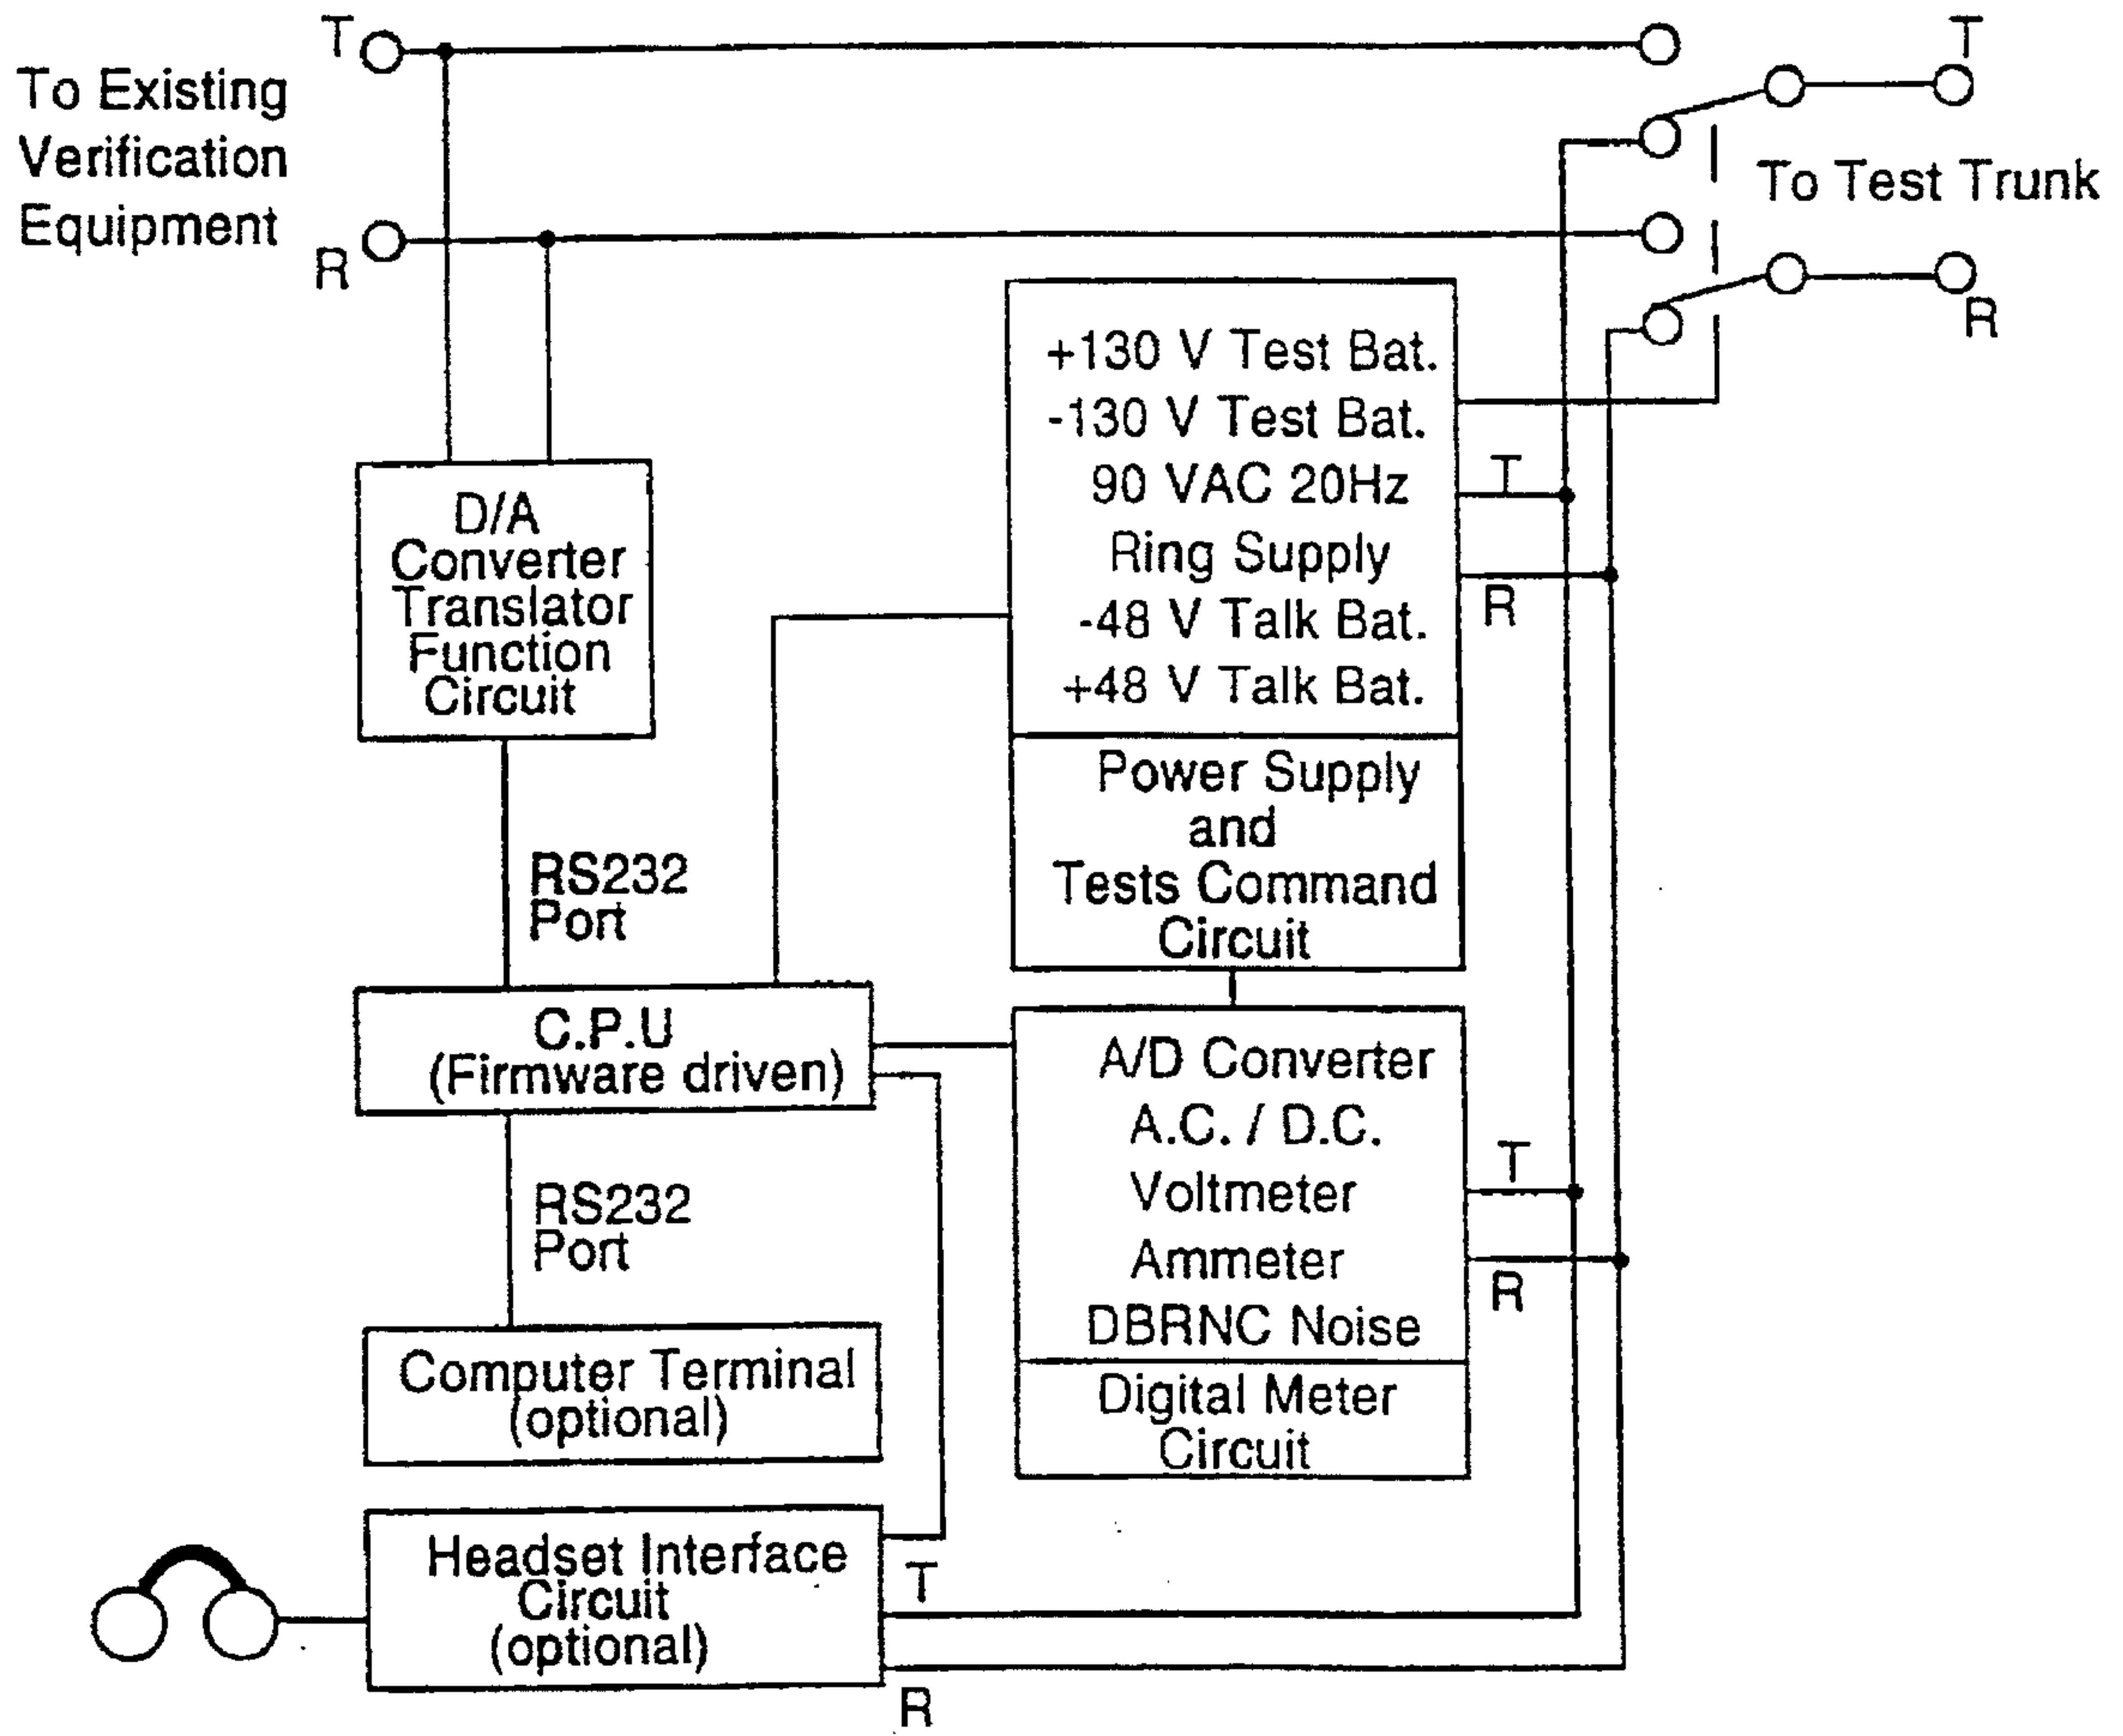 T
To Existing
Verification
Equipment
R
T
To Test Trunk
R
+130 V Test Bat.
-130 V Test Bat.
90 VAC 20Hz
Ring Supply
-48 V Talk Bat.
+48 V Talk Bat.
T
R
Power Supply
and
Tests Command
Circuit
D/A
Converter
Translator
Function
Circuit
RS232
Port
C.P.U
(Firmware driven)
A/D Converter
A.C. / D.C.
Voltmeter
Ammeter
DBRNC Noise
T
R
Digital Meter
Circuit
RS232
Port
Computer Terminal
(optional)
Headset Interface
Circuit
(optional)
T
R